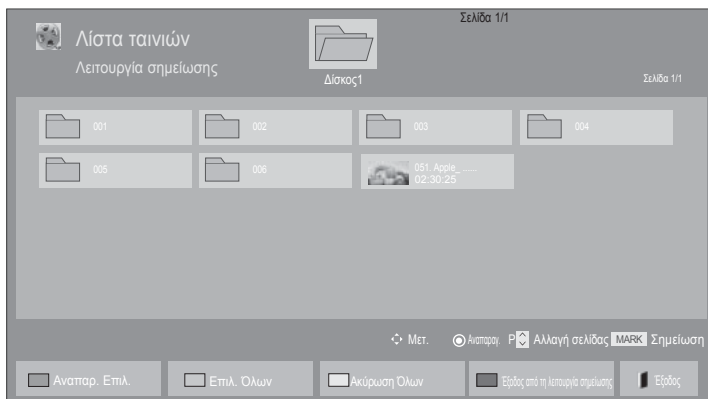 Σελίδα 1/1
Λίστα ταινιών
Λειτουργία σημείωσης
Δίσκος1
Σελίδα 1/1
001 002 003 004
005 006 051. Apple_ ......
02:30:25
Μετ. Αναπαραγ. P Αλλαγή σελίδας MARK Σημείωση
Αναπαρ. Επιλ. Επιλ. Όλων Ακύρωση Όλων Έξοδος από τη λειτουργία σημείωσης Έξοδος